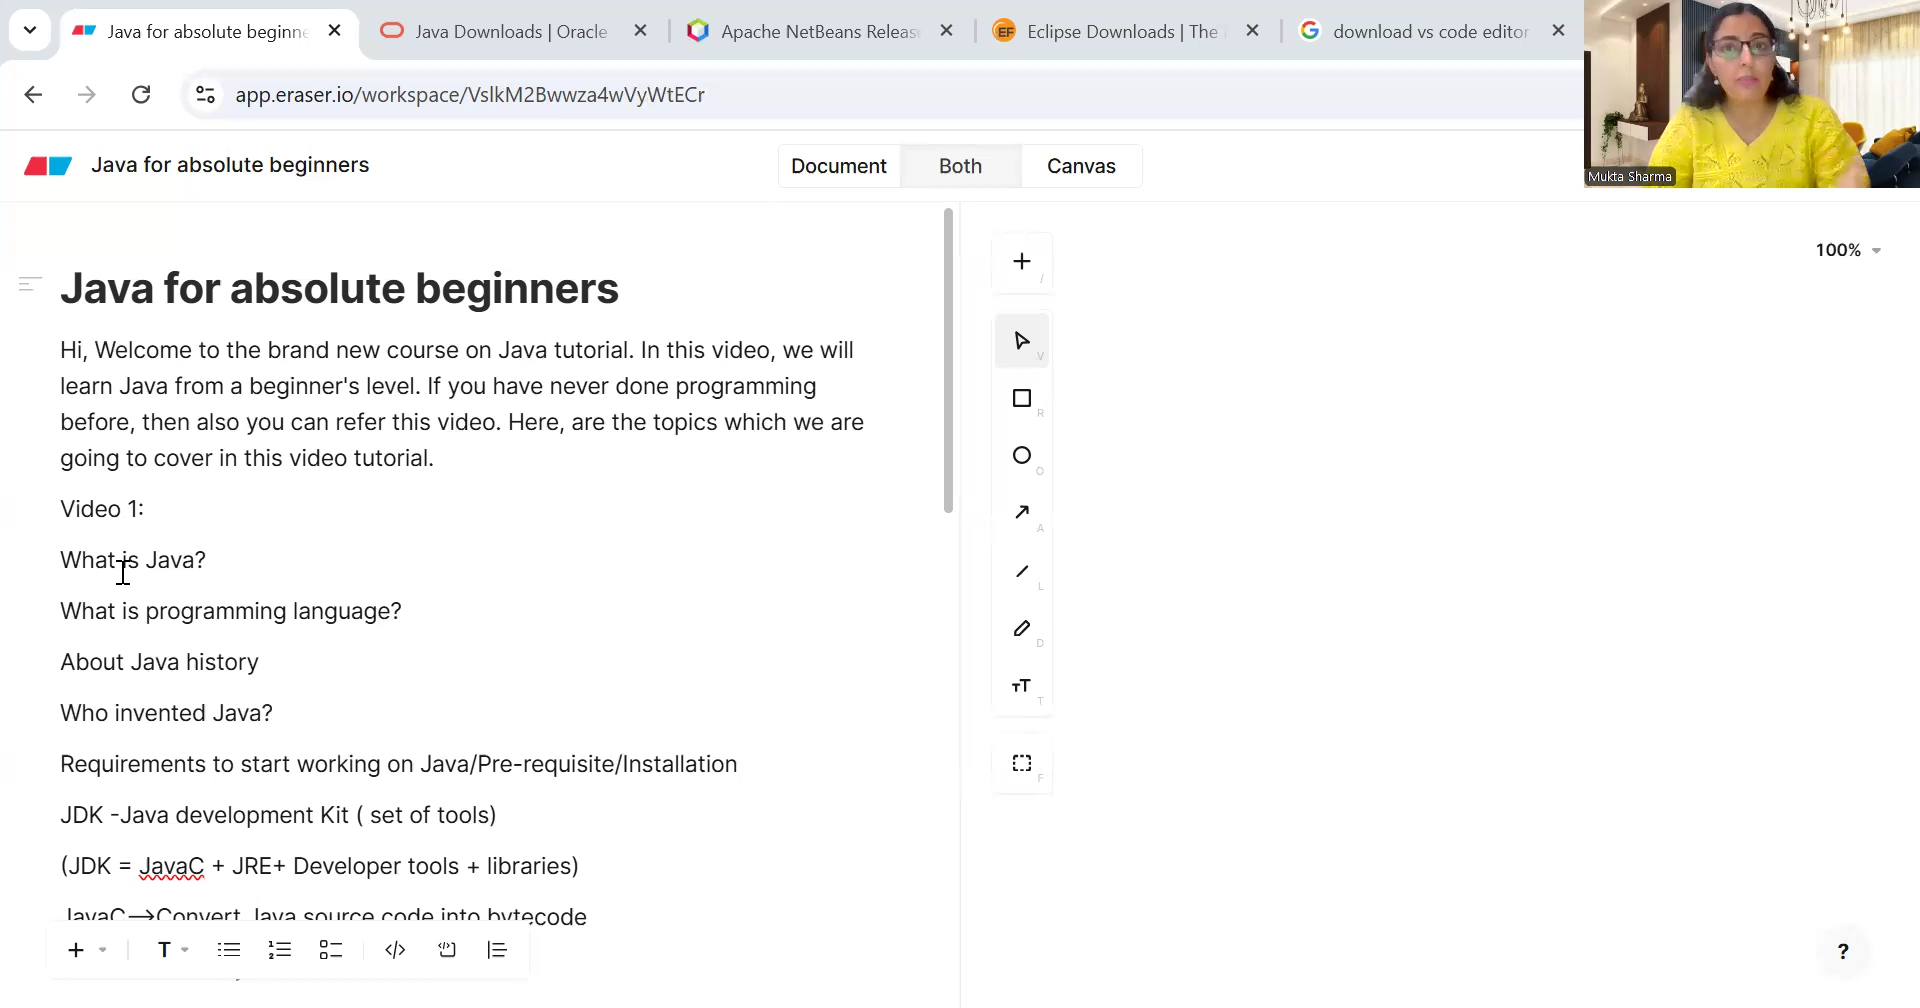 Java for absolute beginne
Java Downloads | Oracle
Apache NetBeans Releas
Eclipse Downloads | The
download vs code editor
app.eraser.io/workspace/VslkM2Bwwza4wVyWtECr
Java for absolute beginners
Document
Both
Canvas
Mukta Sharma
100%
Java for absolute beginners
Hi, Welcome to the brand new course on Java tutorial. In this video, we will
learn Java from a beginner's level. If you have never done programming
before, then also you can refer this video. Here, are the topics which we are
going to cover in this video tutorial.
Video 1:
What is Java?
What is programming language?
About Java history
Who invented Java?
Requirements to start working on Java/Pre-requisite/Installation
JDK -Java development Kit ( set of tools)
(JDK = JavaC + JRE+ Developer tools + libraries)
JavaC→Convert Java source code into bytecode
/
V
R
O
A
L
D
TT
T
F
T
?